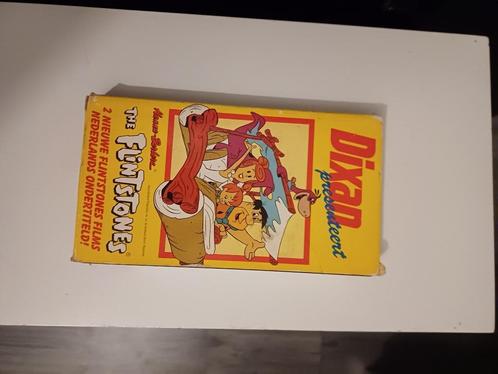 Dixan
presenteert
Hanna-Barbera
THE FLINTSTONES®
2 NIEUWE FLINTSTONES FILMS
NEDERLANDS ONDERTITELD!